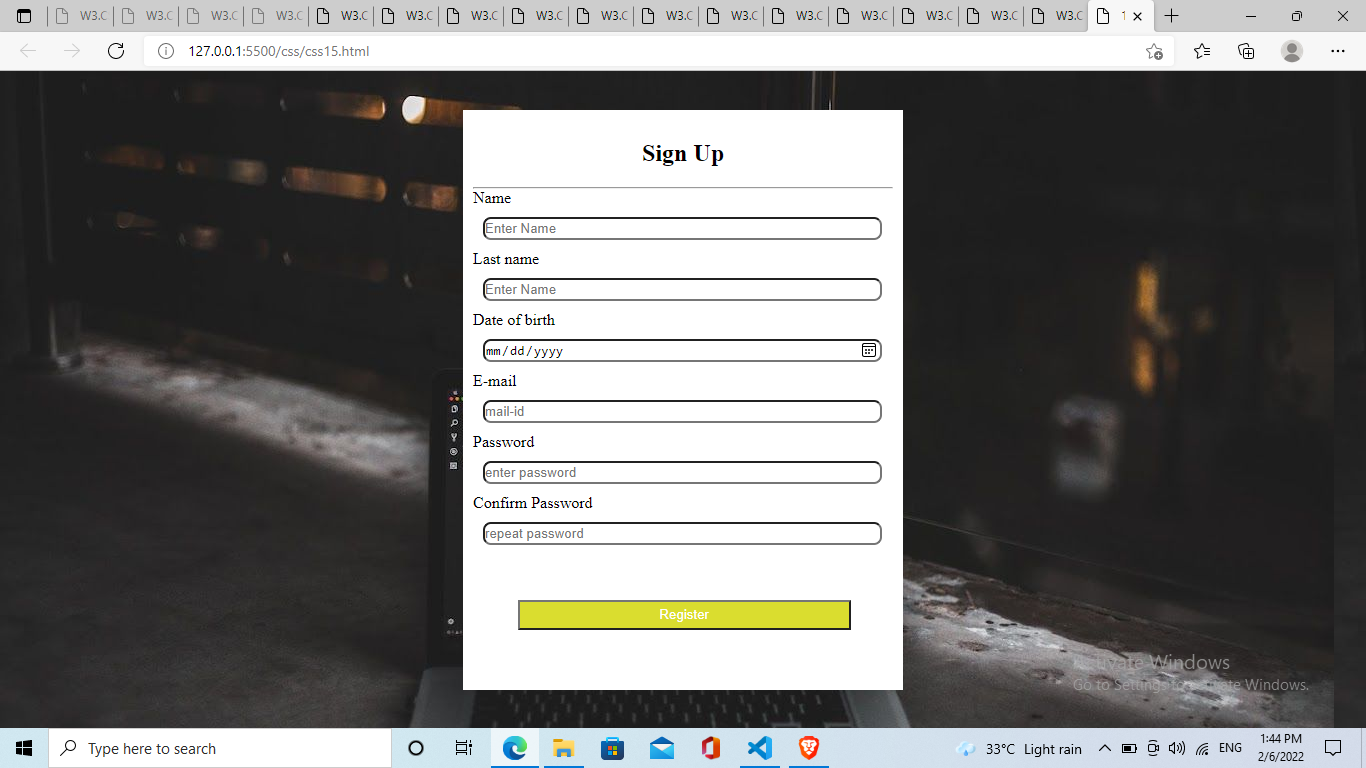 W3.C W3.C W3.C W3.C W3.C W3.C W3.C W3.C W3.C W3.C W3.C W3.C W3.C W3.C W3.C W3.C 1
127.0.0.1:5500/css/css15.html
Sign Up
Name
Enter Name
Last name
Enter Name
Date of birth
mm/dd/yyyy
E-mail
mail-id
Password
enter password
Confirm Password
repeat password
Register
Activate Windows
Go to Settings to activate Windows.
Type here to search
33°C Light rain
ENG
1:44 PM
2/6/2022